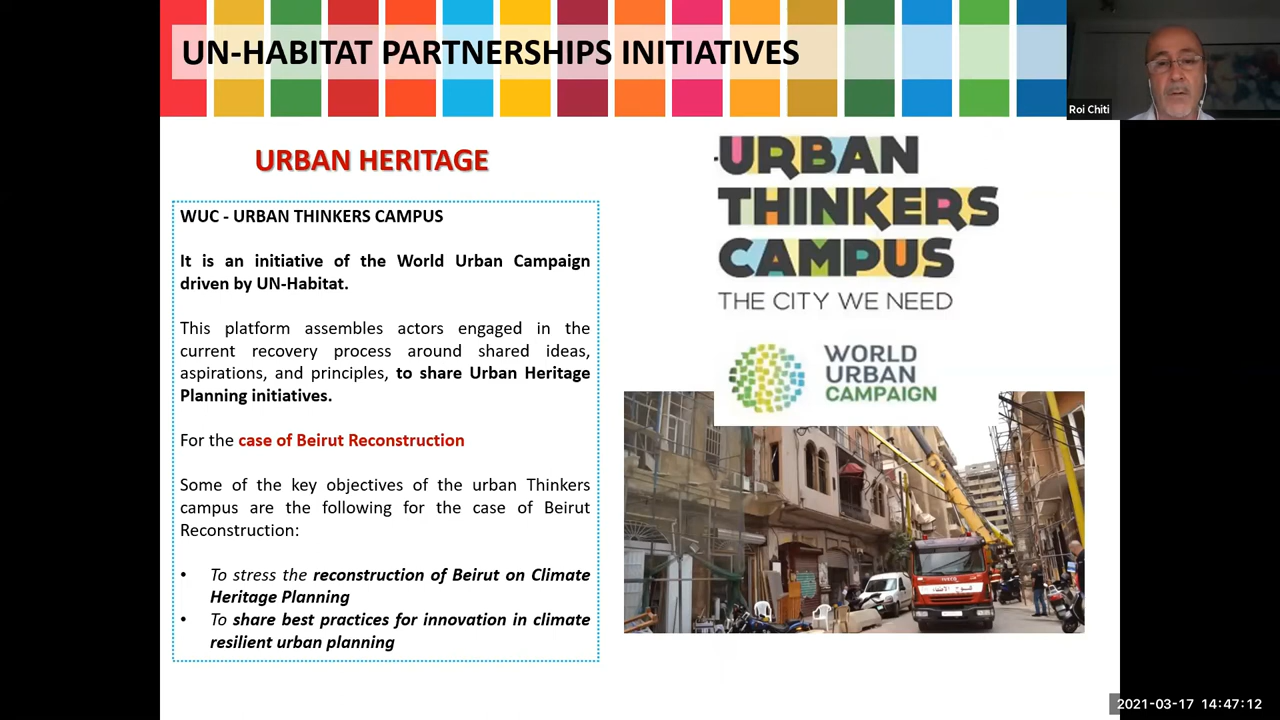 UN-HABITAT PARTNERSHIPS INITIATIVES
Roi Chiti
URBAN HERITAGE
WUC - URBAN THINKERS CAMPUS
It is an initiative of the World Urban Campaign
driven by UN-Habitat.
This platform assembles actors engaged in the
current recovery process around shared ideas,
aspirations, and principles, to share Urban Heritage
Planning initiatives.
For the case of Beirut Reconstruction
Some of the key objectives of the urban Thinkers
campus are the following for the case of Beirut
Reconstruction:
• To stress the reconstruction of Beirut on Climate
Heritage Planning
• To share best practices for innovation in climate
resilient urban planning
URBAN
THINKERS
CAMPUS
THE CITY WE NEED
WORLD
URBAN
CAMPAIGN
IVECO
فوج الاطفاء
2021-03-17 14:47:12